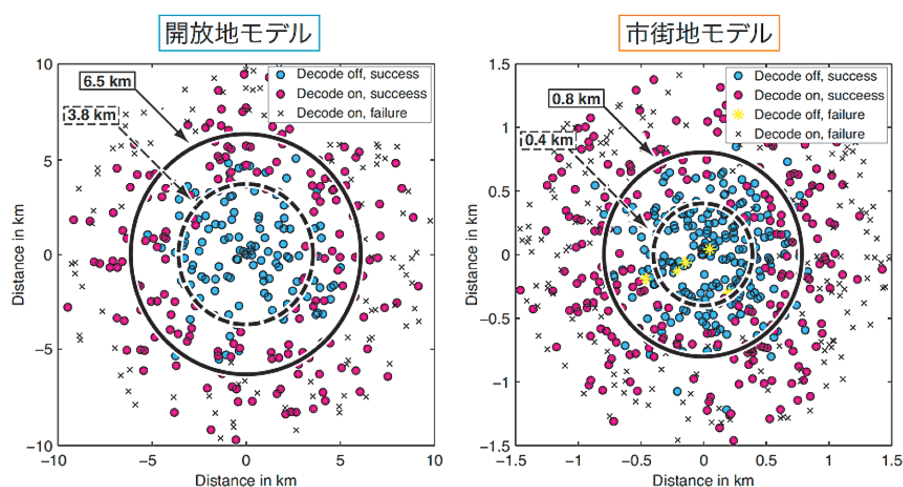 開放地モデル
市街地モデル
10
5
0
−5
−10
−10
−5
0
5
10
Distance in km
Distance in km
6.5 km
3.8 km
Decode off, success
Decode on, succeess
Decode on, failure
1.5
1
0.5
0
−0.5
−1
−1.5
−1.5
−1
−0.5
0
0.5
1
1.5
Distance in km
Distance in km
0.8 km
0.4 km
Decode off, success
Decode on, succeess
Decode off, failure
Decode on, failure